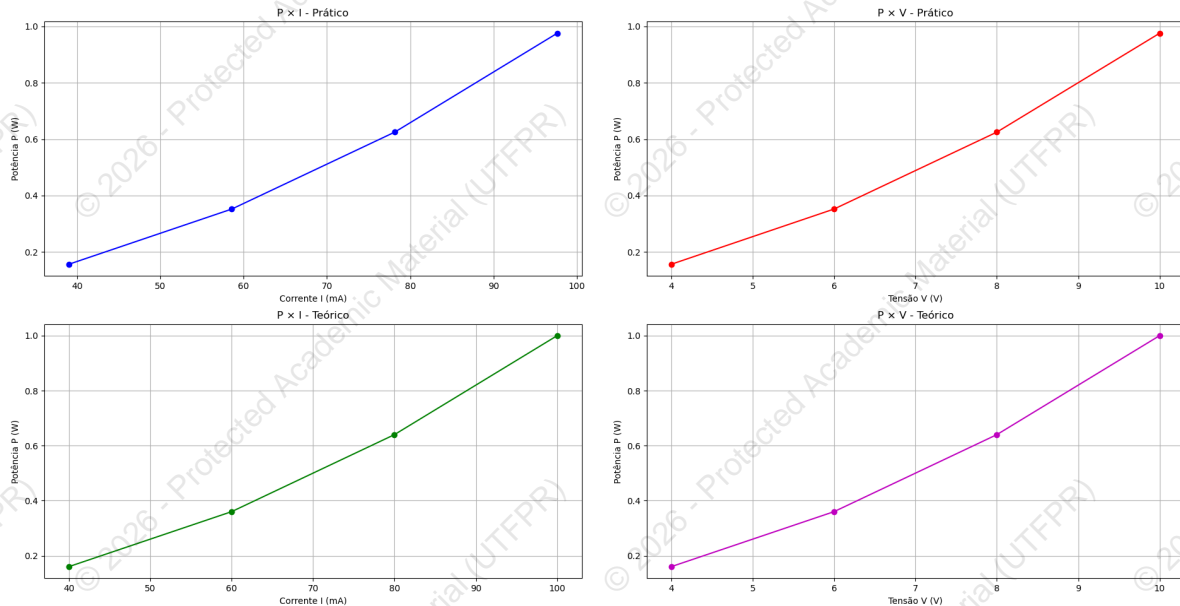 P × I - Prático
1.0
0.8
0.6
0.4
0.2
Potência P (W)
40 50 60 70 80 90 100
Corrente I (mA)
P × V - Prático
1.0
0.8
0.6
0.4
0.2
Potência P (W)
4 5 6 7 8 9 10
Tensão V (V)
P × I - Teórico
1.0
0.8
0.6
0.4
0.2
Potência P (W)
40 50 60 70 80 90 100
Corrente I (mA)
P × V - Teórico
1.0
0.8
0.6
0.4
0.2
Potência P (W)
4 5 6 7 8 9 10
Tensão V (V)
© 2026 - Protected Academic Material (UTFPR)
© 2026 - Protected Academic Material (UTFPR)
© 2026 - Protected Academic Material (UTFPR)
© 2026 - Protected Academic Material (UTFPR)